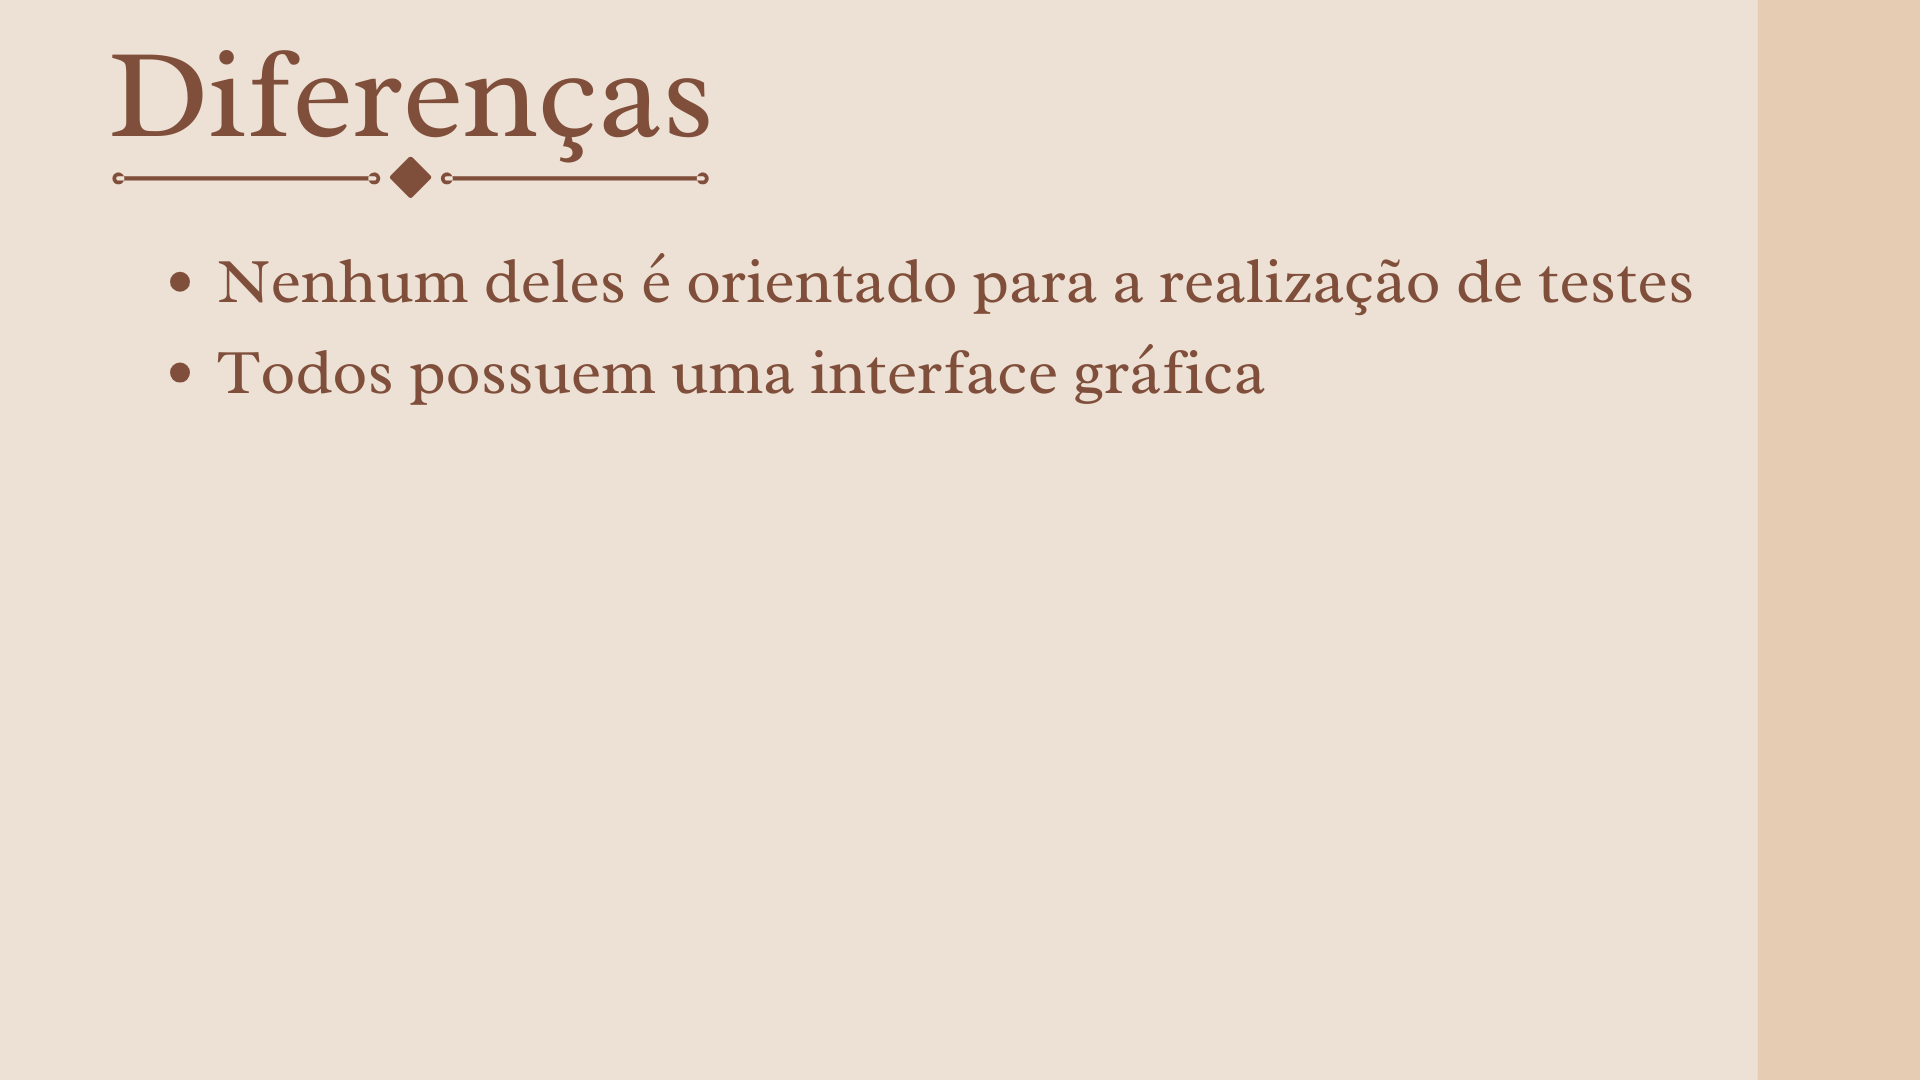 Diferenças
• Nenhum deles é orientado para a realização de testes
• Todos possuem uma interface gráfica